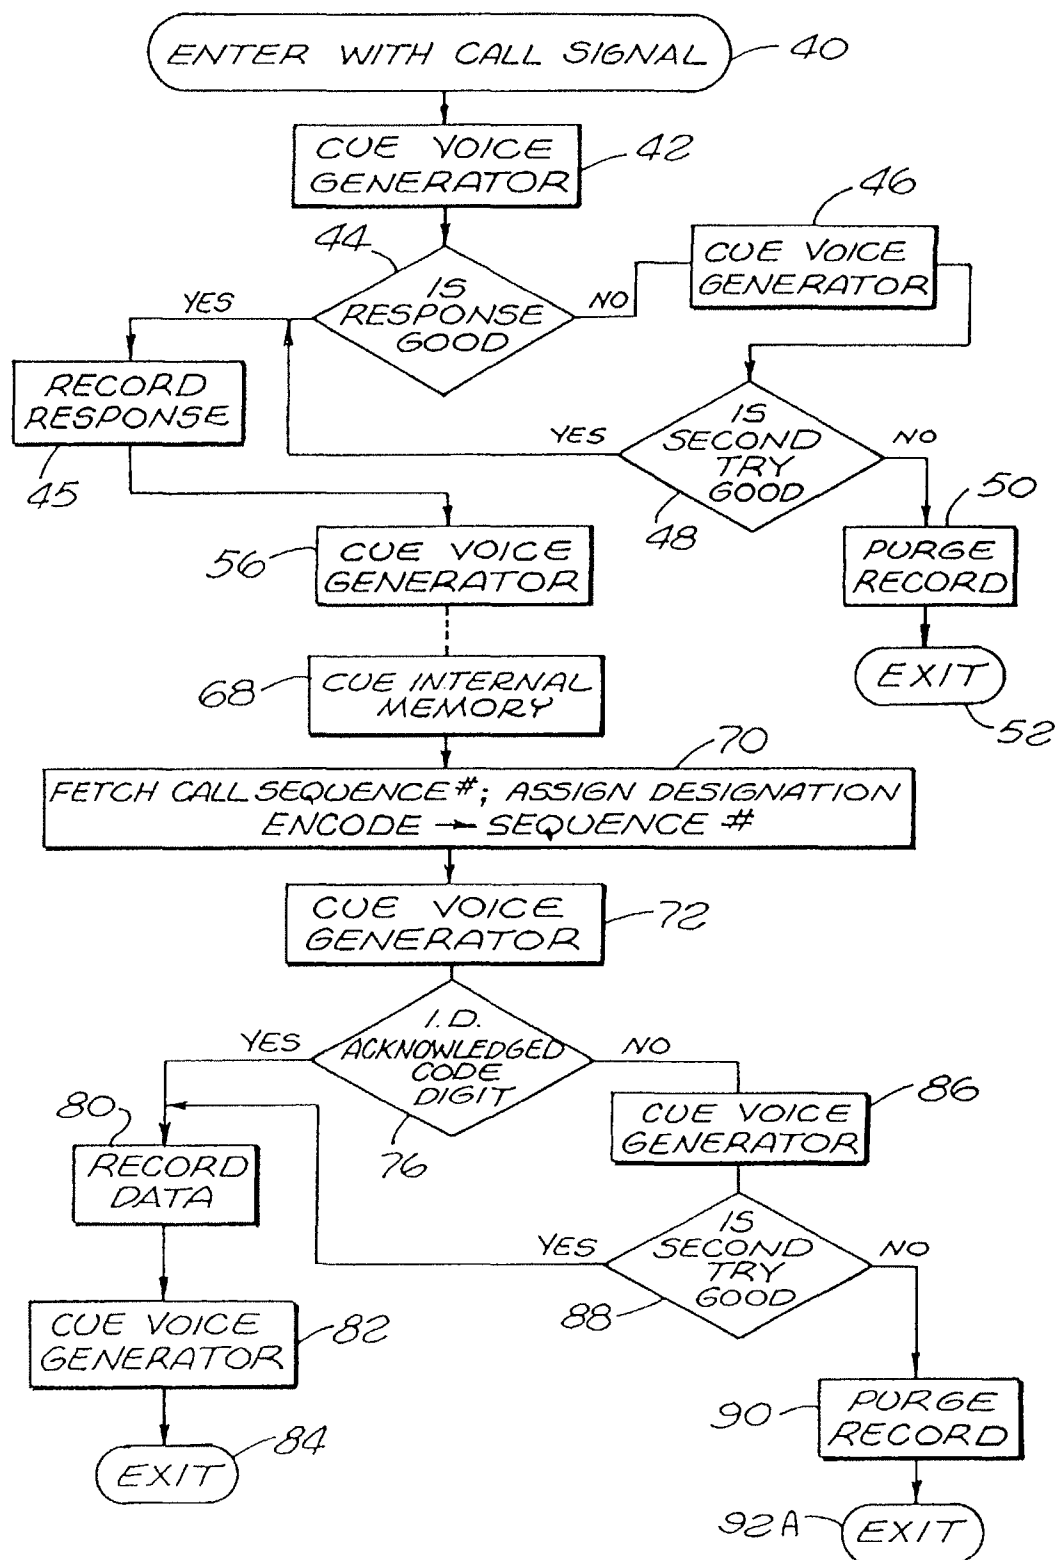 ENTER WITH CALL SIGNAL
40
CUE VOICE
GENERATOR
42
46
44
CUE VOICE
GENERATOR
IS
RESPONSE
GOOD
YES
NO
RECORD
RESPONSE
45
IS
SECOND
TRY
GOOD
YES
NO
48
50
56
CUE VOICE
GENERATOR
PURGE
RECORD
68
CUE INTERNAL
MEMORY
EXIT
52
70
FETCH CALL SEQUENCE #; ASSIGN DESIGNATION
ENCODE → SEQUENCE #
CUE VOICE
GENERATOR
72
I.D.
ACKNOWLEDGED
CODE
DIGIT
YES
NO
76
80
RECORD
DATA
86
CUE VOICE
GENERATOR
IS
SECOND
TRY
GOOD
YES
NO
88
CUE VOICE
GENERATOR
82
90
PURGE
RECORD
EXIT
84
92A
EXIT